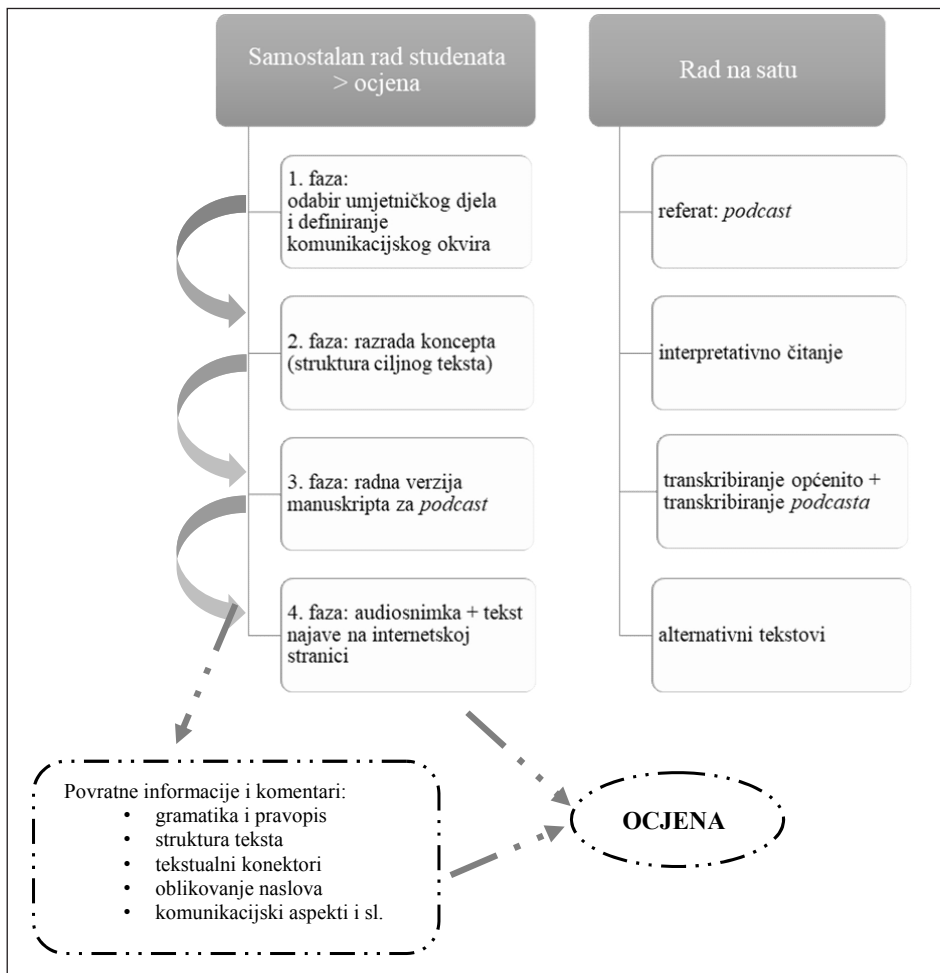 Samostalan rad studenata
> ocjena
1. faza:
odabir umjetničkog djela
i definiranje
komunikacijskog okvira
2. faza: razrada koncepta
(struktura ciljnog teksta)
3. faza: radna verzija
manuskripta za podcast
4. faza: audiosnimka + tekst
najave na internetskoj
stranici
Rad na satu
referat: podcast
interpretativno čitanje
transkribiranje općenito +
transkribiranje podcasta
alternativni tekstovi
Povratne informacije i komentari:
• gramatika i pravopis
• struktura teksta
• tekstualni konektori
• oblikovanje naslova
• komunikacijski aspekti i sl.
OCJENA